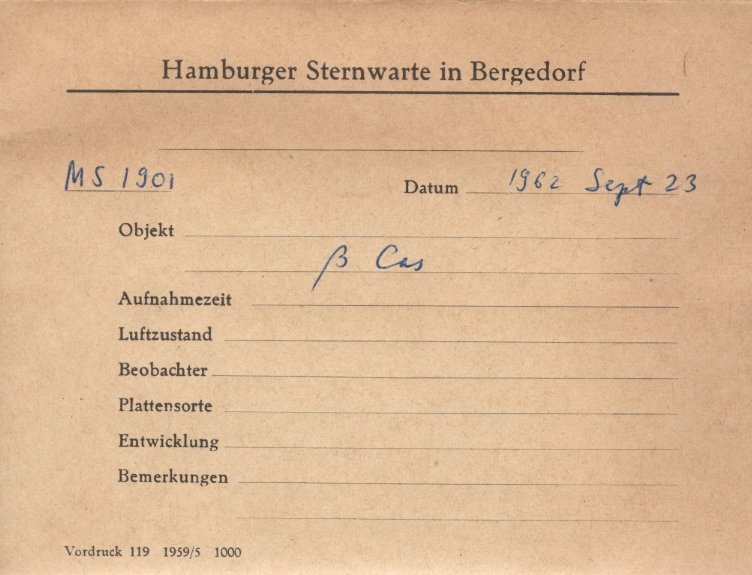 Hamburger Sternwarte in Bergedorf
MS 1901 Datum 1962 Sept 23
Objekt
β Cas
Aufnahmezeit
Luftzustand
Beobachter
Plattensorte
Entwicklung
Bemerkungen
Vordruck 119 1959/5 1000